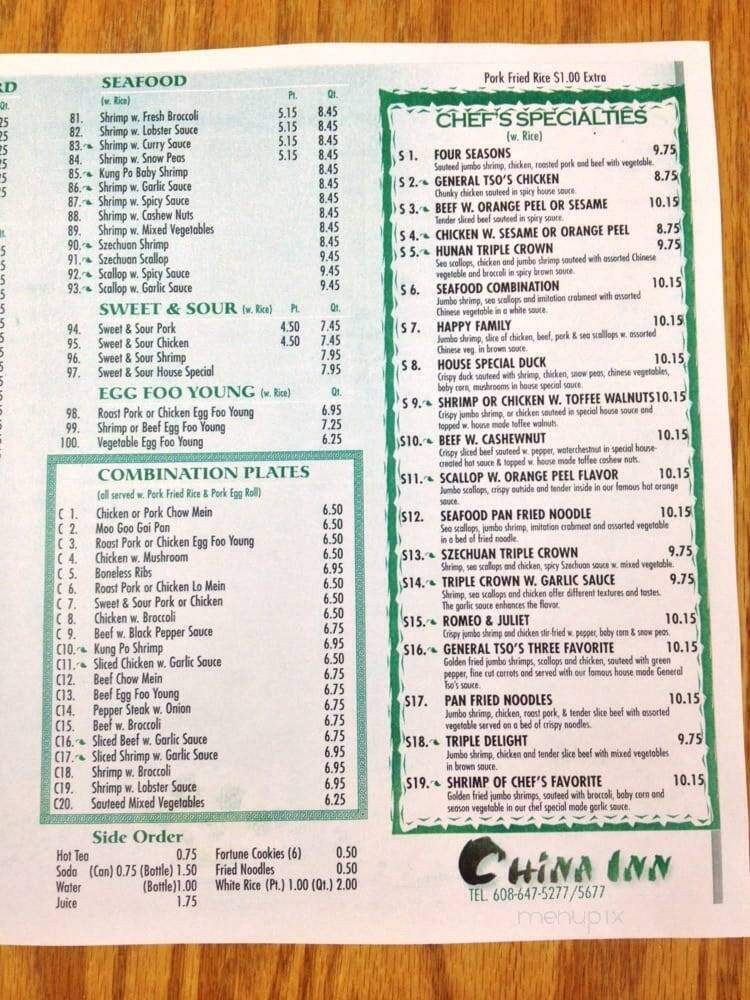 RD
Qt.
25
25
25
25
25
25
SEAFOOD
(w. Rice) Pt. Qt.
81. Shrimp w. Fresh Broccoli 5.15 8.45
82. Shrimp w. Lobster Sauce 5.15 8.45
83. Shrimp w. Curry Sauce 5.15 8.45
84. Shrimp w. Snow Peas 5.15 8.45
85. Kung Po Baby Shrimp 8.45
86. Shrimp w. Garlic Sauce 8.45
87. Shrimp w. Spicy Sauce 8.45
88. Shrimp w. Cashew Nuts 8.45
89. Shrimp w. Mixed Vegetables 8.45
90. Szechuan Shrimp 8.45
91. Szechuan Scallop 9.45
92. Scallop w. Spicy Sauce 9.45
93. Scallop w. Garlic Sauce 9.45
SWEET & SOUR (w. Rice) Pt. Qt.
94. Sweet & Sour Pork 4.50 7.45
95. Sweet & Sour Chicken 4.50 7.45
96. Sweet & Sour Shrimp 7.95
97. Sweet & Sour House Special 7.95
EGG FOO YOUNG (w. Rice) Qt.
98. Roast Pork or Chicken Egg Foo Young 6.95
99. Shrimp or Beef Egg Foo Young 7.25
100. Vegetable Egg Foo Young 6.25
COMBINATION PLATES
(all served w. Pork Fried Rice & Pork Egg Roll)
C 1. Chicken or Pork Chow Mein 6.50
C 2. Moo Goo Gai Pan 6.50
C 3. Roast Pork or Chicken Egg Foo Young 6.50
C 4. Chicken w. Mushroom 6.50
C 5. Boneless Ribs 6.95
C 6. Roast Pork or Chicken Lo Mein 6.50
C 7. Sweet & Sour Pork or Chicken 6.50
C 8. Chicken w. Broccoli 6.50
C 9. Beef w. Black Pepper Sauce 6.75
C10. Kung Po Shrimp 6.95
C11. Sliced Chicken w. Garlic Sauce 6.50
C12. Beef Chow Mein 6.75
C13. Beef Egg Foo Young 6.75
C14. Pepper Steak w. Onion 6.75
C15. Beef w. Broccoli 6.75
C16. Sliced Beef w. Garlic Sauce 6.75
C17. Sliced Shrimp w. Garlic Sauce 6.95
C18. Shrimp w. Broccoli 6.95
C19. Shrimp w. Lobster Sauce 6.95
C20. Sauteed Mixed Vegetables 6.25
Side Order
Hot Tea 0.75 Fortune Cookies (6) 0.50
Soda (Can) 0.75 (Bottle) 1.50 Fried Noodles 0.50
Water (Bottle)1.00 White Rice (Pt.) 1.00 (Qt.) 2.00
Juice 1.75
Pork Fried Rice $1.00 Extra
CHEF'S SPECIALTIES
(w. Rice)
S 1. FOUR SEASONS 9.75
Sauteed jumbo shrimp, chicken, roasted pork and beef with vegetable.
S 2. GENERAL TSO'S CHICKEN 8.75
Chunky chicken sauteed in spicy house sauce.
S 3. BEEF W. ORANGE PEEL OR SESAME 10.15
Tender sliced beef sauteed in spicy sauce.
S 4. CHICKEN W. SESAME OR ORANGE PEEL 8.75
S 5. HUNAN TRIPLE CROWN 9.75
Sea scallops, chicken and jumbo shrimp sauteed with assorted Chinese
vegetable and broccoli in spicy brown sauce.
S 6. SEAFOOD COMBINATION 10.15
Jumbo shrimp, sea scallops and imitation crabmeat with assorted
Chinese vegetable in a white sauce.
S 7. HAPPY FAMILY 10.15
Jumbo shrimp, slice of chicken, beef, pork & sea scalllops w. assorted
Chinese veg. in brown sauce.
S 8. HOUSE SPECIAL DUCK 10.15
Crispy duck sauteed with shrimp, chicken, snow peas, chinese vegetables,
baby corn, mushrooms in house special sauce.
S 9. SHRIMP OR CHICKEN W. TOFFEE WALNUTS10.15
Crispy jumbo shrimp, or chicken sauteed in special house sauce and
topped w. house made toffee walnuts.
S10. BEEF W. CASHEWNUT 10.15
Crispy sliced beef sauteed w. pepper, waterchestnut in special house-
created hot sauce & topped w. house made toffee cashew nuts.
S11. SCALLOP W. ORANGE PEEL FLAVOR 10.15
Jumbo scallops, crispy outside and tender inside in our famous hot orange
sauce.
S12. SEAFOOD PAN FRIED NOODLE 10.15
Sea scallops, jumbo shrimp, imitation crabmeat and assorted vegetable
in a bed of fried noodle.
S13. SZECHUAN TRIPLE CROWN 9.75
Shrimp, sea scallops and chicken, spicy Szechuan sauce w. mixed vegetable.
S14. TRIPLE CROWN W. GARLIC SAUCE 9.75
Shrimp, sea scallops and chicken offer different textures and tastes.
The garlic sauce enhances the flavor.
S15. ROMEO & JULIET 10.15
Crispy jumbo shrimp and chicken stir-fried w. pepper, baby corn & snow peas.
S16. GENERAL TSO'S THREE FAVORITE 10.15
Golden fried jumbo shrimps, scallops and chicken, sauteed with green
pepper, fine cut carrots and served with our famous house made General
Tso's sauce.
S17. PAN FRIED NOODLES 10.15
Jumbo shrimp, chicken, roast pork, & tender slice beef with assorted
vegetable served on a bed of crispy noodles.
S18. TRIPLE DELIGHT 9.75
Jumbo shrimp, chicken and tender slice beef with mixed vegetables
in brown sauce.
S19. SHRIMP OF CHEF'S FAVORITE 10.15
Golden fried jumbo shrimps, sauteed with broccoli, baby corn and
season vegetable in our chef special made garlic sauce.
CHINA INN
TEL. 608-647-5277/5677
menupix